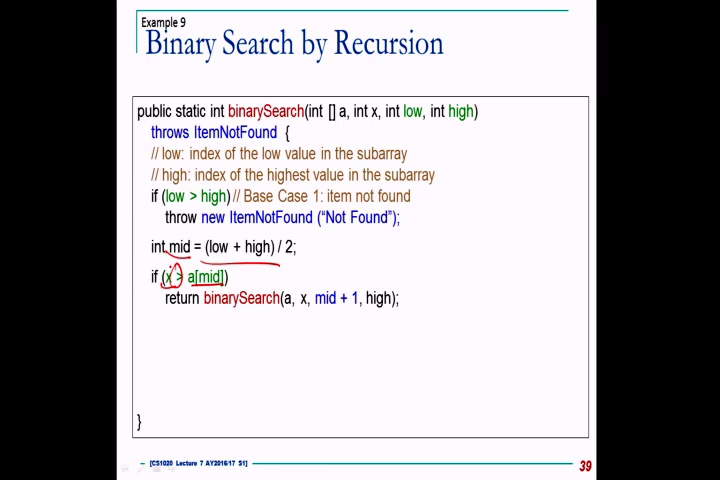 Example 9
Binary Search by Recursion
public static int binarySearch(int [] a, int x, int low, int high)
throws ItemNotFound {
// low: index of the low value in the subarray
// high: index of the highest value in the subarray
if (low > high) // Base Case 1: item not found
throw new ItemNotFound (“Not Found”);
int mid = (low + high) / 2;
if (x > a[mid])
return binarySearch(a, x, mid + 1, high);
}
[CS1020 Lecture 7 AY2016/17 S1]
39